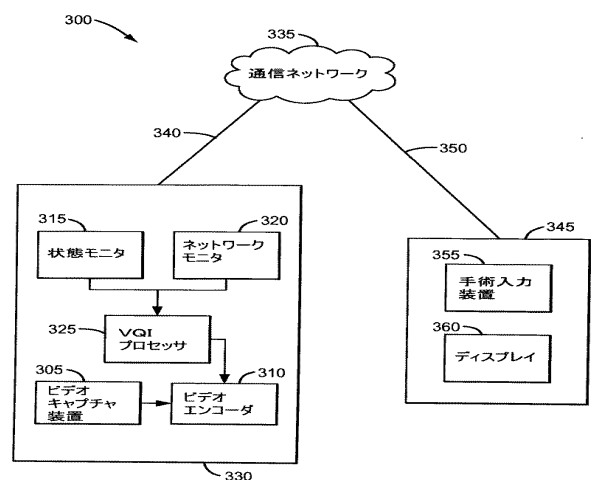 300
335
通信ネットワーク
340
350
315
状態モニタ
320
ネットワーク
モニタ
325
VQI
プロセッサ
305
ビデオ
キャプチャ
装置
310
ビデオ
エンコーダ
330
345
355
手術入力
装置
360
ディスプレイ